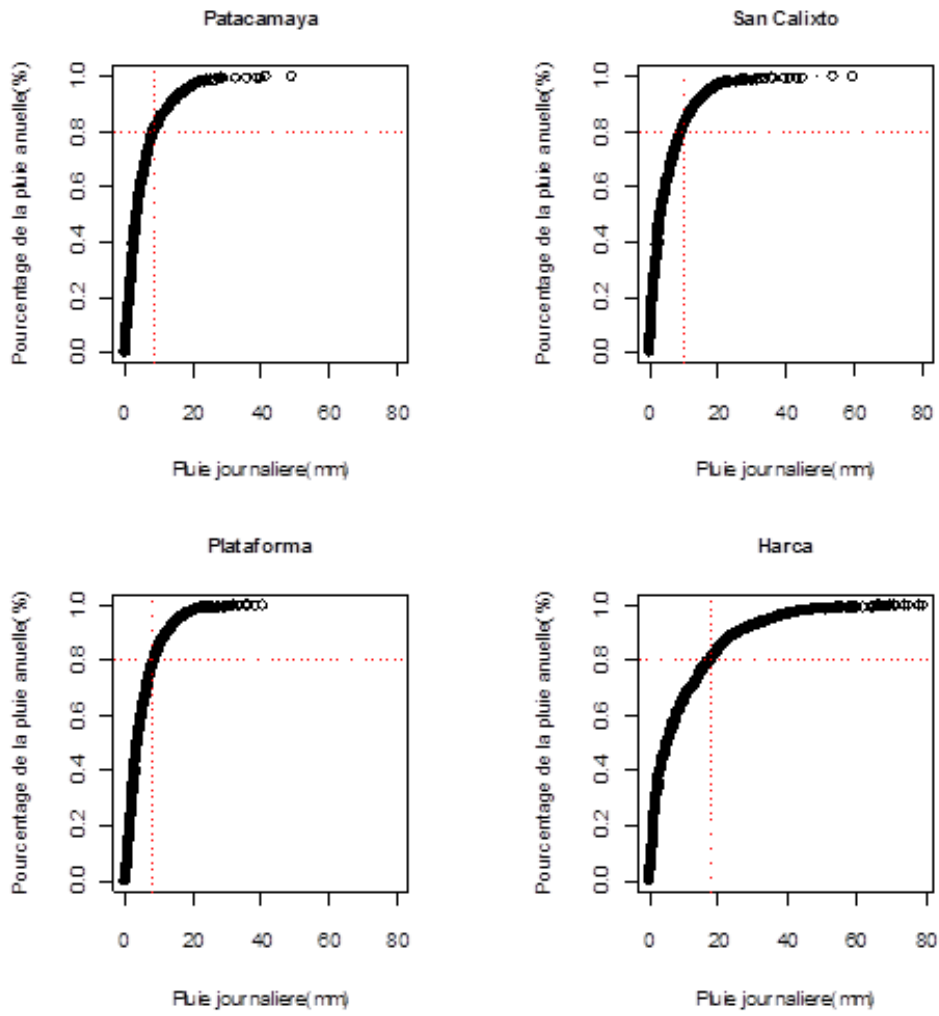 Patacamaya
Pourcentage de la pluie anuelle(%)
0.0 0.2 0.4 0.6 0.8 1.0
0 20 40 60 80
Pluie journaliere(mm)
San Calixto
Pourcentage de la pluie anuelle(%)
0.0 0.2 0.4 0.6 0.8 1.0
0 20 40 60 80
Pluie journaliere(mm)
Plataforma
Pourcentage de la pluie anuelle(%)
0.0 0.2 0.4 0.6 0.8 1.0
0 20 40 60 80
Pluie journaliere(mm)
Harca
Pourcentage de la pluie anuelle(%)
0.0 0.2 0.4 0.6 0.8 1.0
0 20 40 60 80
Pluie journaliere(mm)